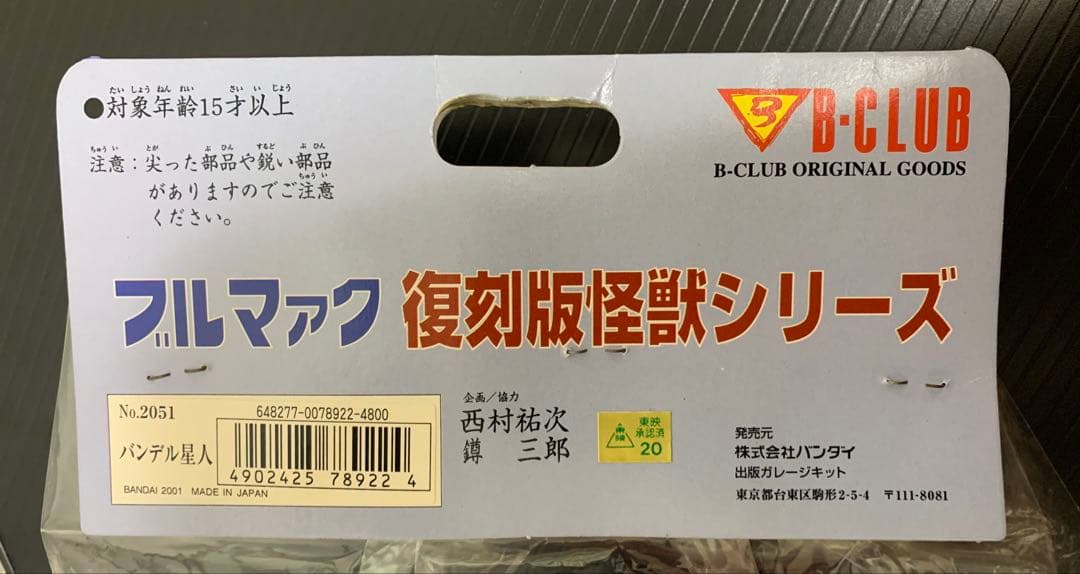 ●対象年齢15才以上
たいしょうねんれい さいいじょう
注意：尖った部品や鋭い部品
ちゅうい とが ぶひん するど ぶひん
がありますのでご注意
ちゅうい
ください。
B-CLUB
B-CLUB ORIGINAL GOODS
ブルマァク 復刻版怪獣シリーズ
No.2051
648277-0078922-4800
バンデル星人
4902425 78922 4
BANDAI 2001 MADE IN JAPAN
企画／協力
西村祐次
鐏 三郎
東映
承認済
20
発売元
株式会社バンダイ
出版ガレージキット
東京都台東区駒形2-5-4 〒111-8081